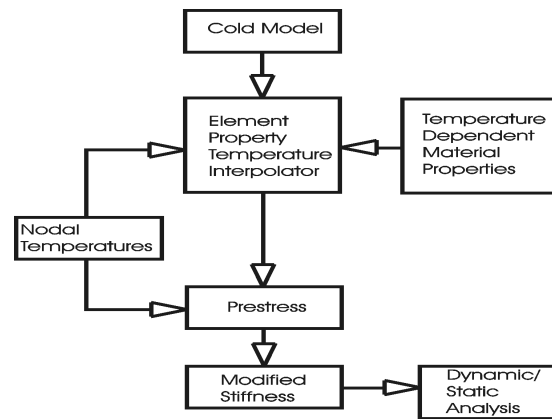 Cold Model
Element
Property
Temperature
Interpolator
Temperature
Dependent
Material
Properties
Nodal
Temperatures
Prestress
Modified
Stiffness
Dynamic/
Static
Analysis